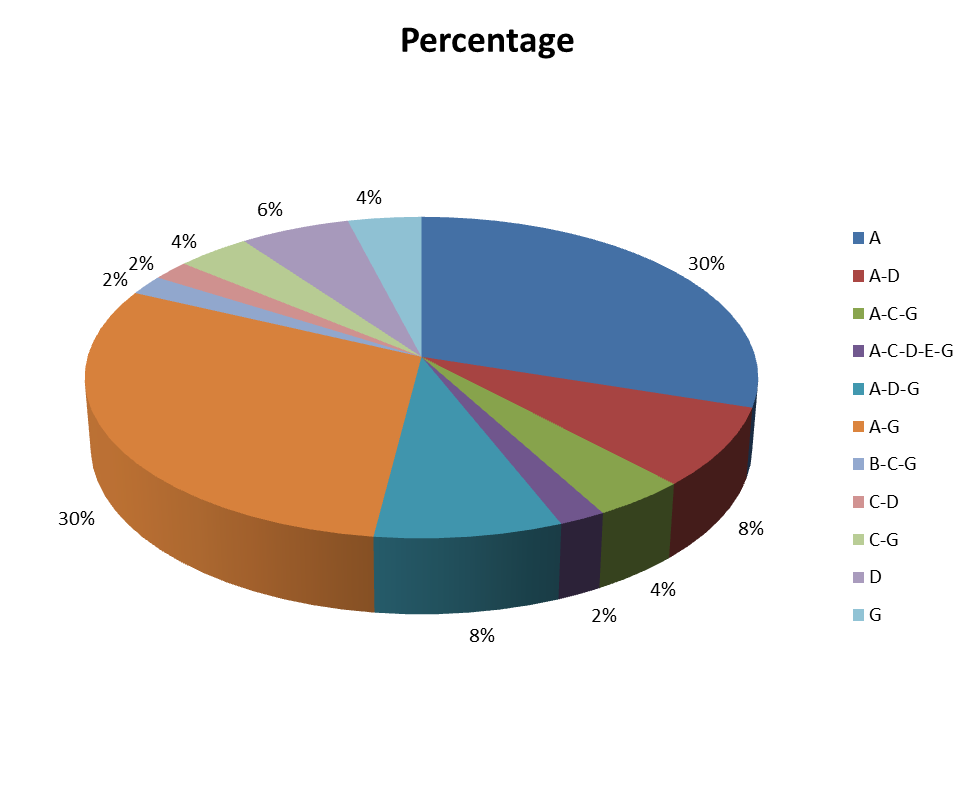 Percentage
4%
6%
4%
2%
2%
30%
30%
8%
4%
2%
8%
A
A-D
A-C-G
A-C-D-E-G
A-D-G
A-G
B-C-G
C-D
C-G
D
G